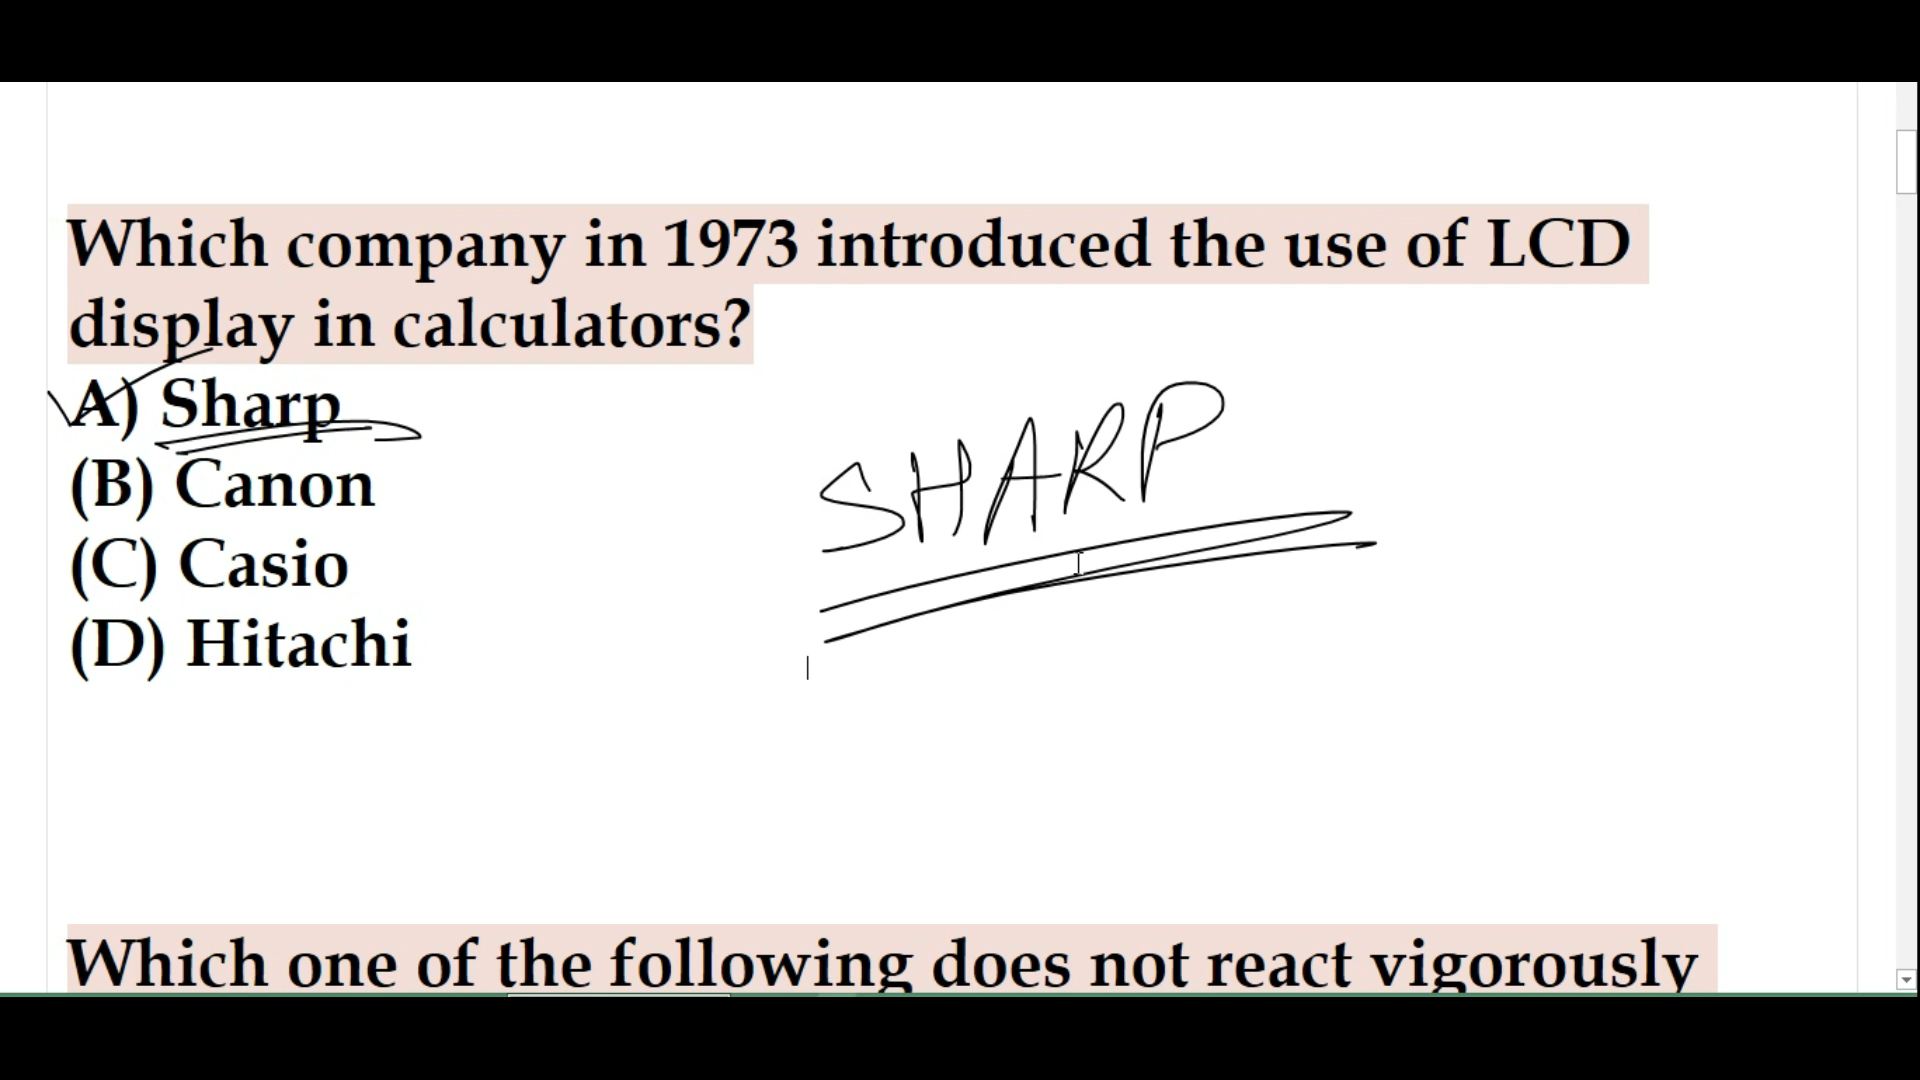 Which company in 1973 introduced the use of LCD
display in calculators?
A) Sharp
SHARP
(B) Canon
(C) Casio
(D) Hitachi
Which one of the following does not react vigorously